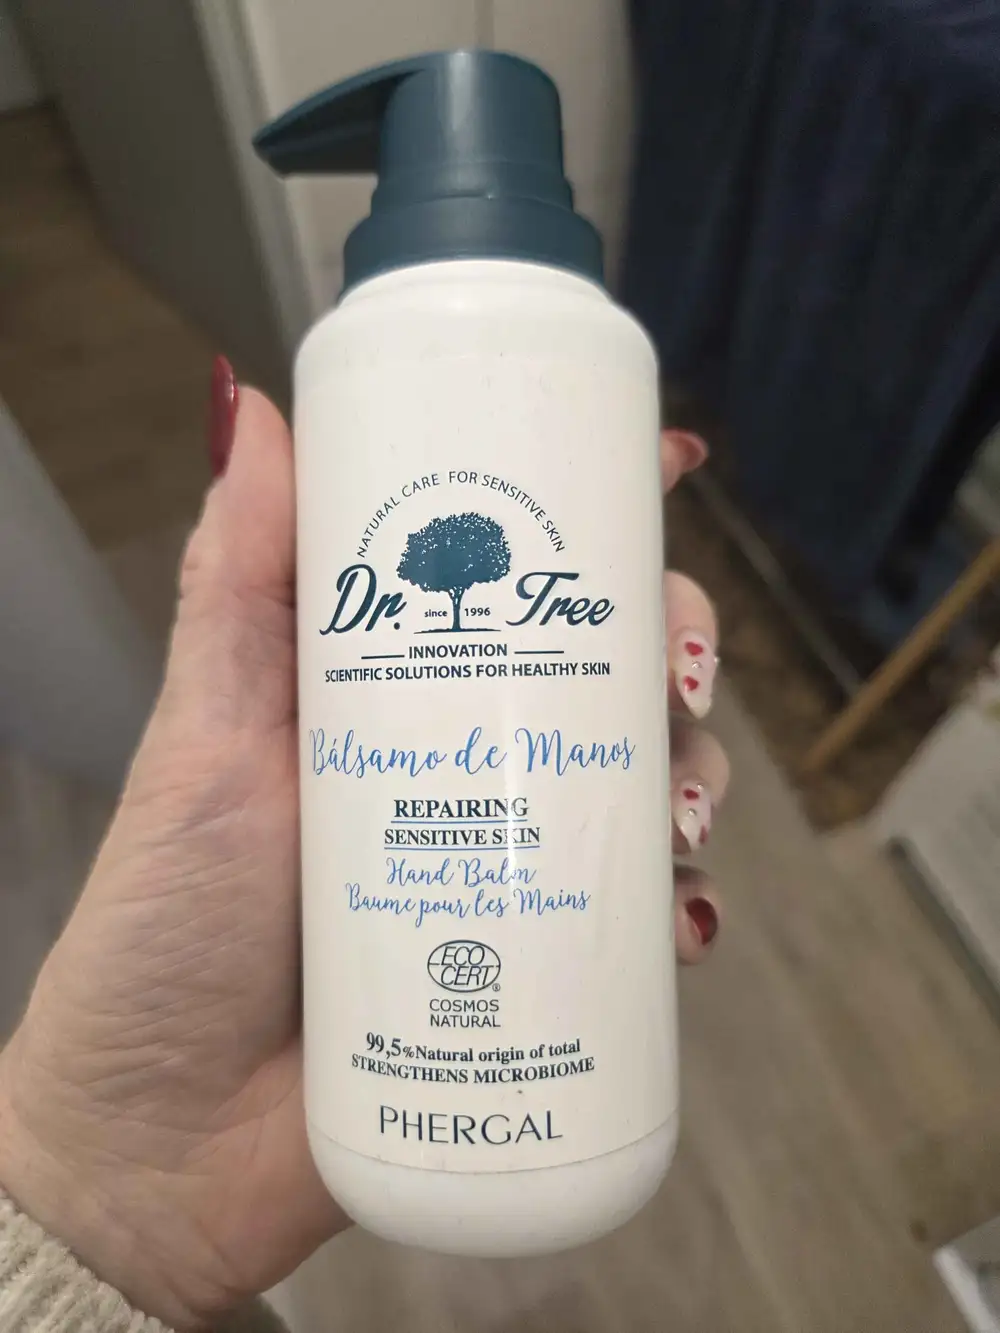 NATURAL CARE FOR SENSITIVE SKIN
Dr. Tree
since 1996
INNOVATION
SCIENTIFIC SOLUTIONS FOR HEALTHY SKIN
Bálsamo de Manos
REPAIRING
SENSITIVE SKIN
Hand Balm
Baume pour les Mains
ECO
CERT®
COSMOS
NATURAL
99,5% Natural origin of total
STRENGTHENS MICROBIOME
PHERGAL